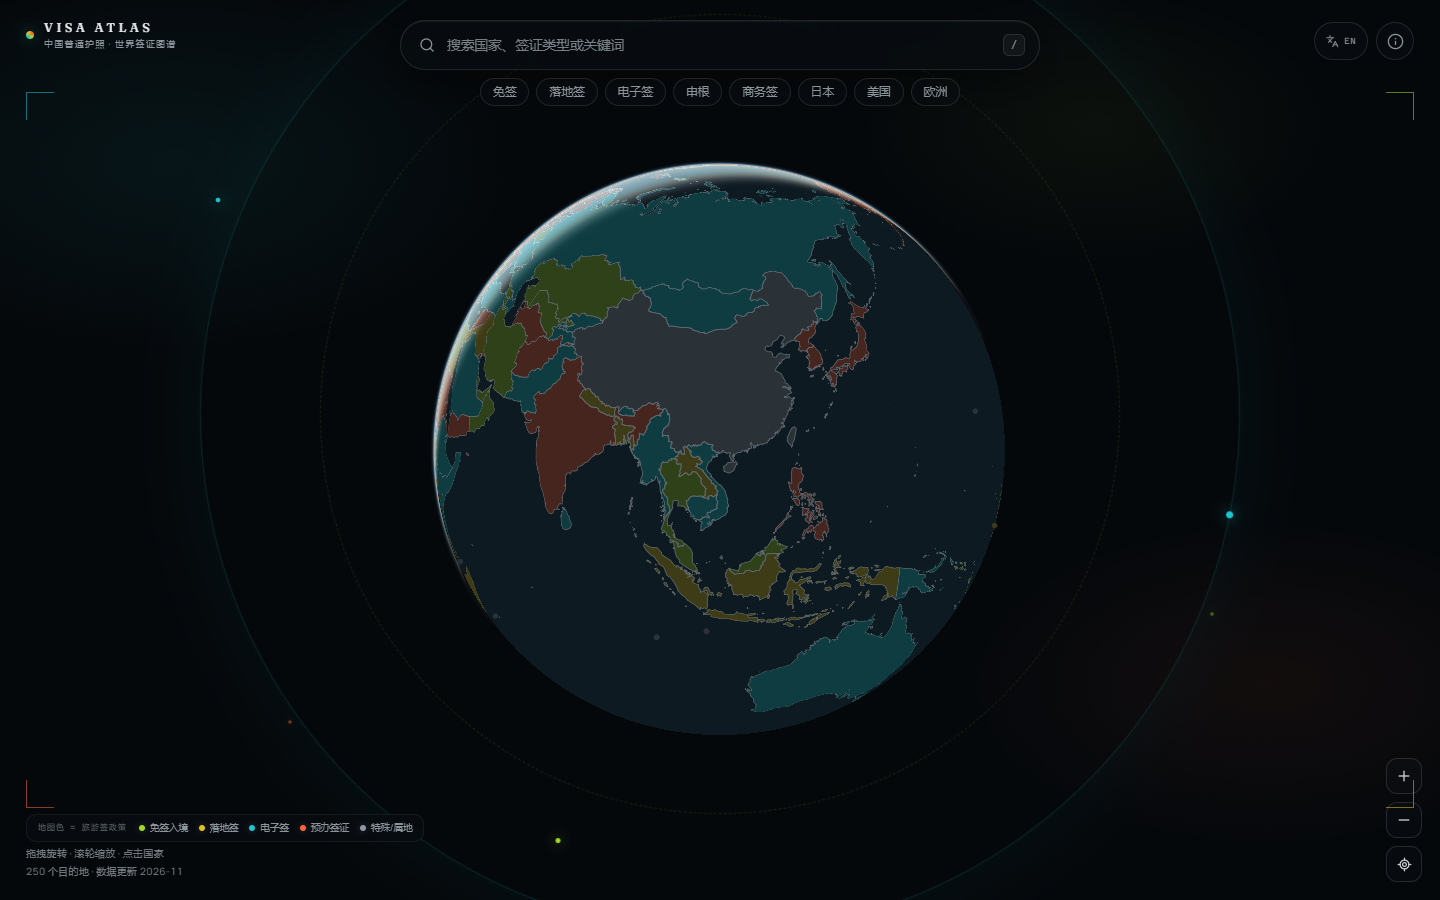 VISA ATLAS
中国普通护照 · 世界签证图谱
搜索国家、签证类型或关键词
/
EN
免签
落地签
电子签
申根
商务签
日本
美国
欧洲
地图色 = 旅游签政策
免签入境
落地签
电子签
预办签证
特殊/属地
拖拽旋转 · 滚轮缩放 · 点击国家
250 个目的地 · 数据更新 2026-11